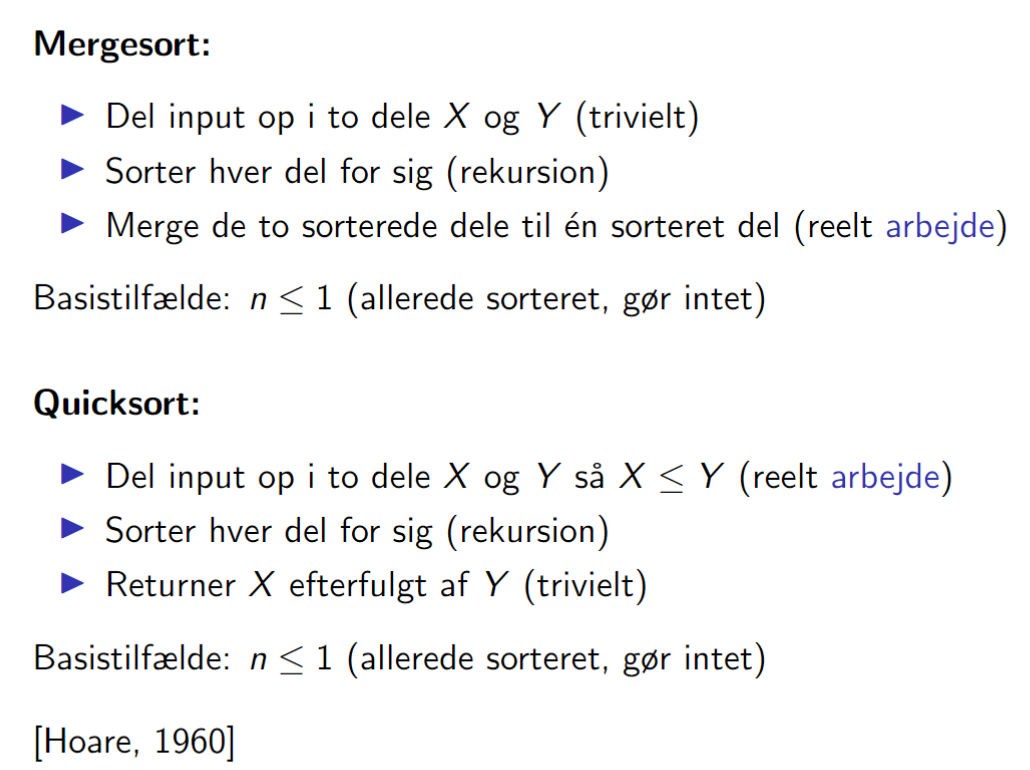 Mergesort:
▶ Del input op i to dele X og Y (trivielt)
▶ Sorter hver del for sig (rekursion)
▶ Merge de to sorterede dele til én sorteret del (reelt arbejde)
Basistilfælde: n ≤ 1 (allerede sorteret, gør intet)
Quicksort:
▶ Del input op i to dele X og Y så X ≤ Y (reelt arbejde)
▶ Sorter hver del for sig (rekursion)
▶ Returner X efterfulgt af Y (trivielt)
Basistilfælde: n ≤ 1 (allerede sorteret, gør intet)
[Hoare, 1960]